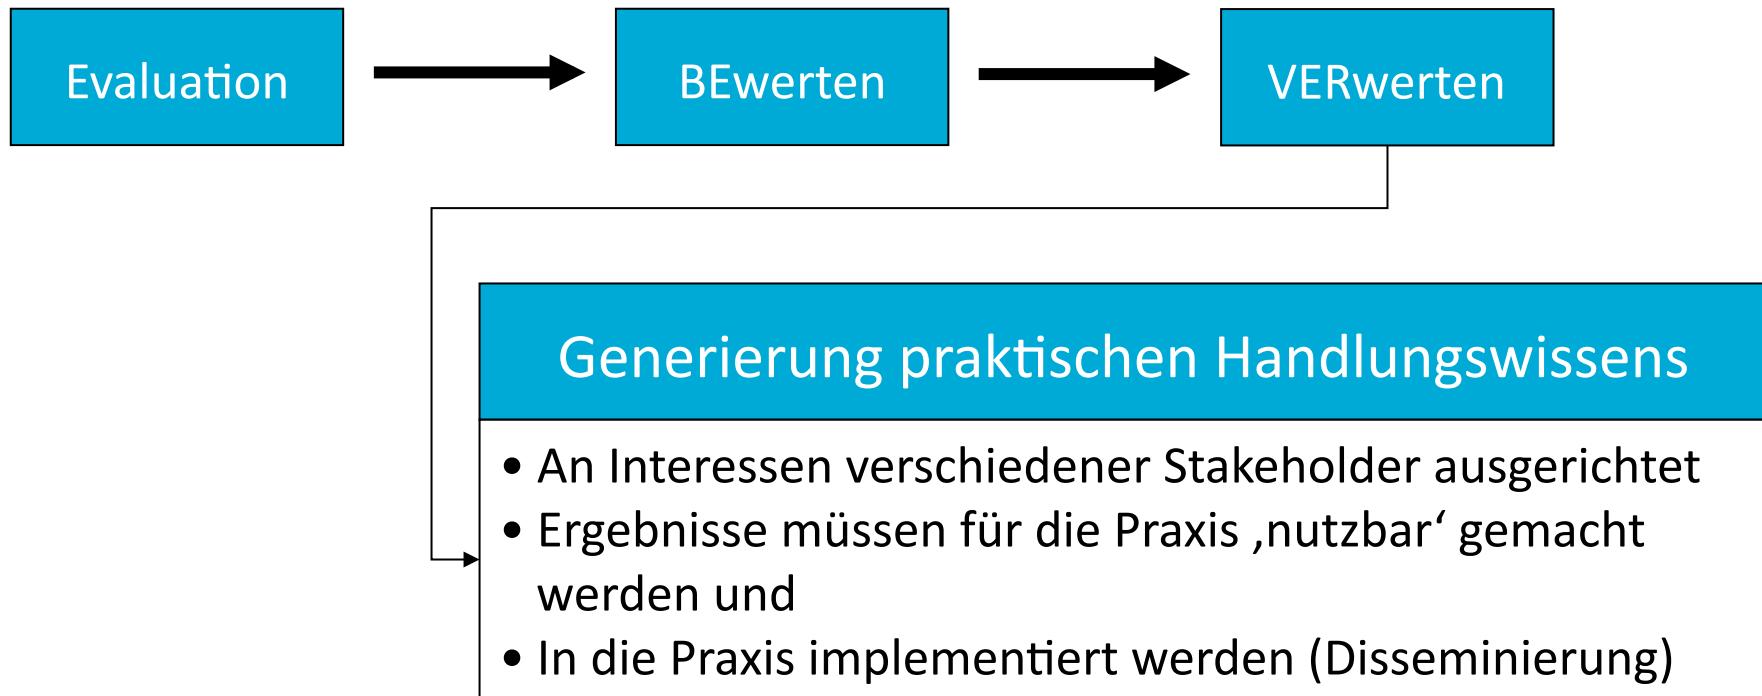 Evaluation
BEwerten
VERwerten
Generierung praktischen Handlungswissens
• An Interessen verschiedener Stakeholder ausgerichtet
• Ergebnisse müssen für die Praxis ‚nutzbar‘ gemacht
werden und
• In die Praxis implementiert werden (Disseminierung)